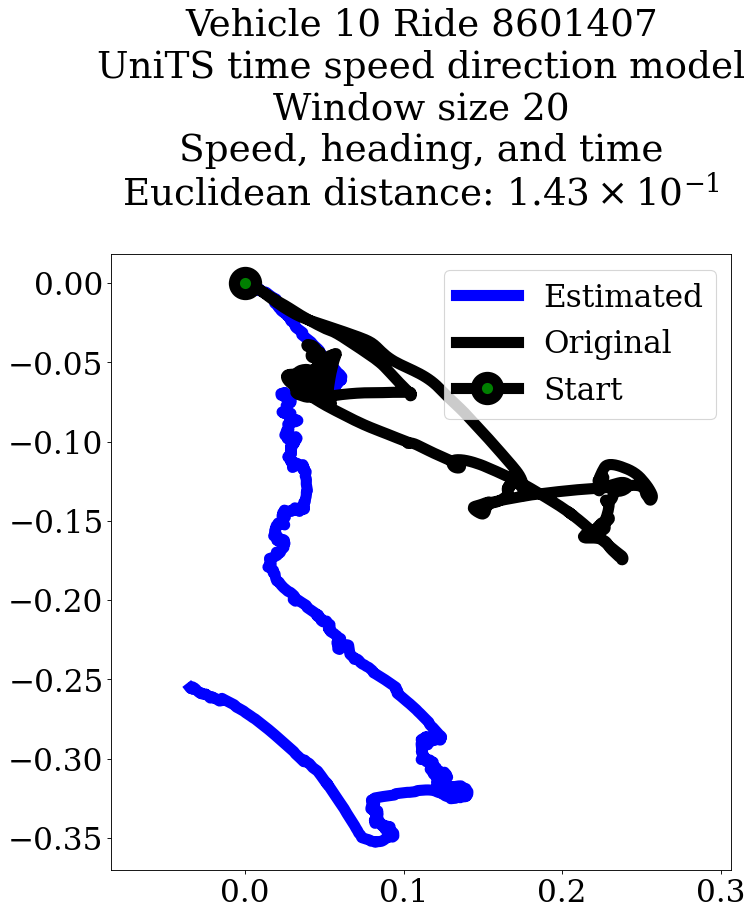 Vehicle 10 Ride 8601407
UniTS time speed direction model
Window size 20
Speed, heading, and time
Euclidean distance: 1.43 × 10⁻¹
Estimated
Original
Start
0.00
−0.05
−0.10
−0.15
−0.20
−0.25
−0.30
−0.35
0.0 0.1 0.2 0.3